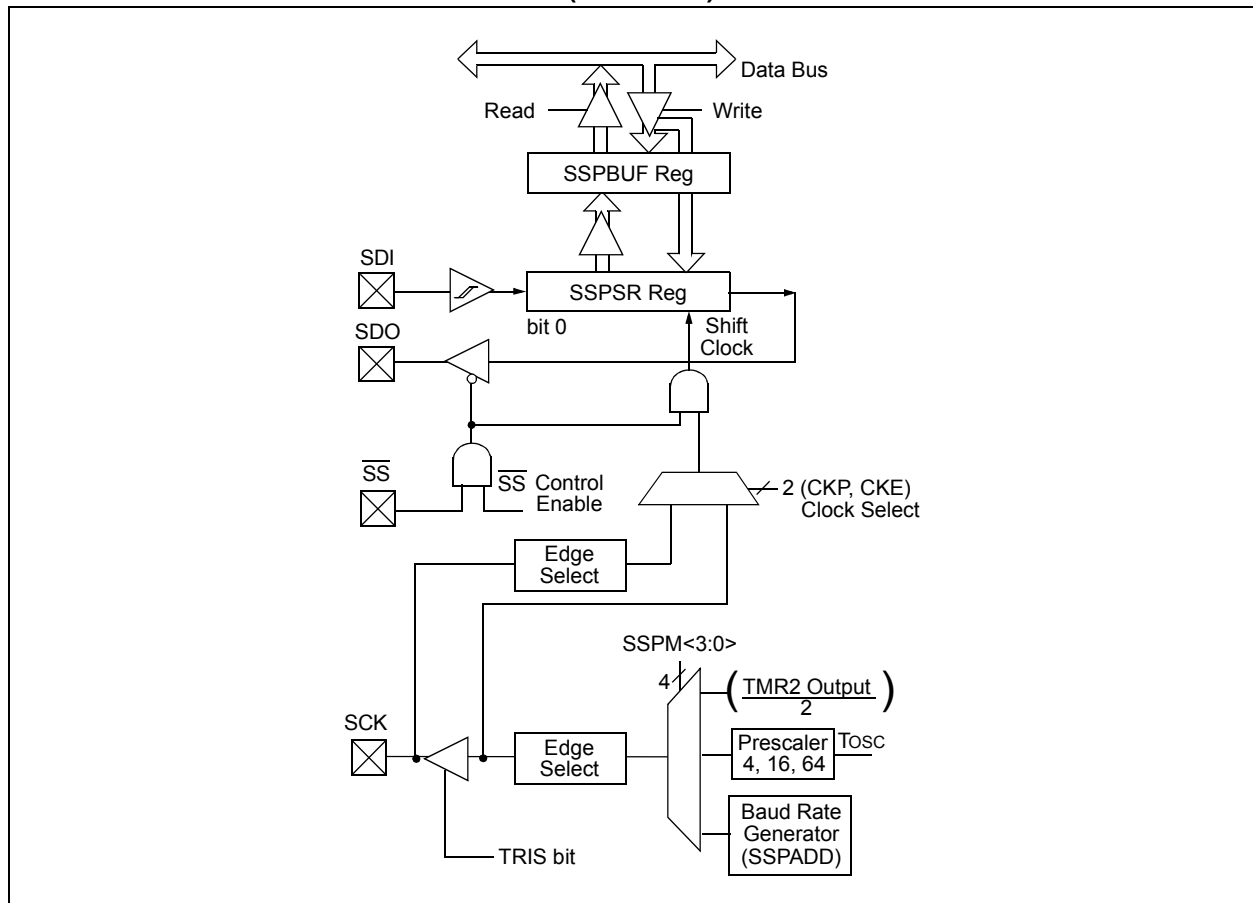 Data Bus
Read
Write
SSPBUF Reg
SDI
SSPSR Reg
bit 0
Shift
Clock
SDO
SS
SS Control
Enable
2 (CKP, CKE)
Clock Select
Edge
Select
SSPM<3:0>
4
(TMR2 Output)
2
SCK
Edge
Select
Prescaler
4, 16, 64
TOSC
Baud Rate
Generator
(SSPADD)
TRIS bit